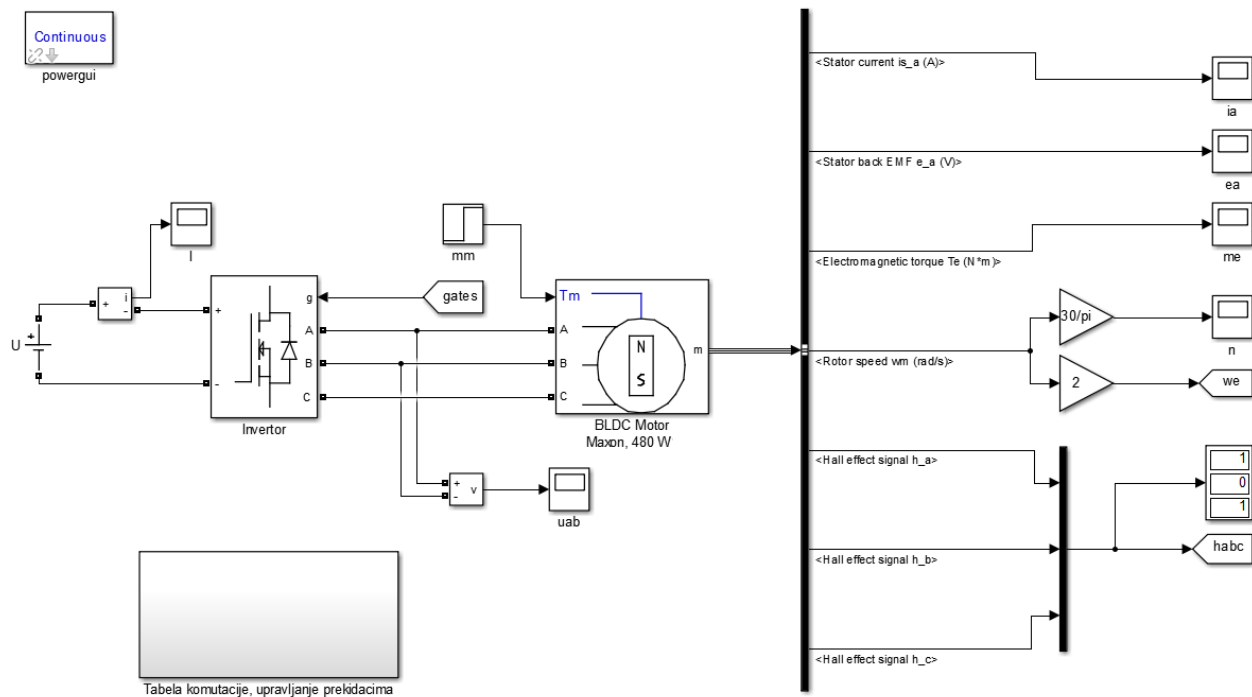 Continuous
powergui
<Stator current is_a (A)>
ia
<Stator back EMF e_a (V)>
ea
I
mm
<Electromagnetic torque Te (N*m)>
me
+
i
-
U
+
+
-
g
A
B
C
Invertor
gates
Tm
A
B
C
N
S
m
BLDC Motor
Maxon, 480 W
<Rotor speed wm (rad/s)>
30/pi
n
2
we
+
-
v
uab
<Hall effect signal h_a>
1
0
1
<Hall effect signal h_b>
habc
<Hall effect signal h_c>
Tabela komutacije, upravljanje prekidacima